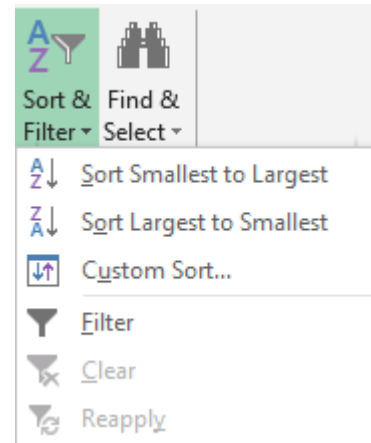 Sort & Find &
Filter Select
Sort Smallest to Largest
Sort Largest to Smallest
Custom Sort...
Filter
Clear
Reapply